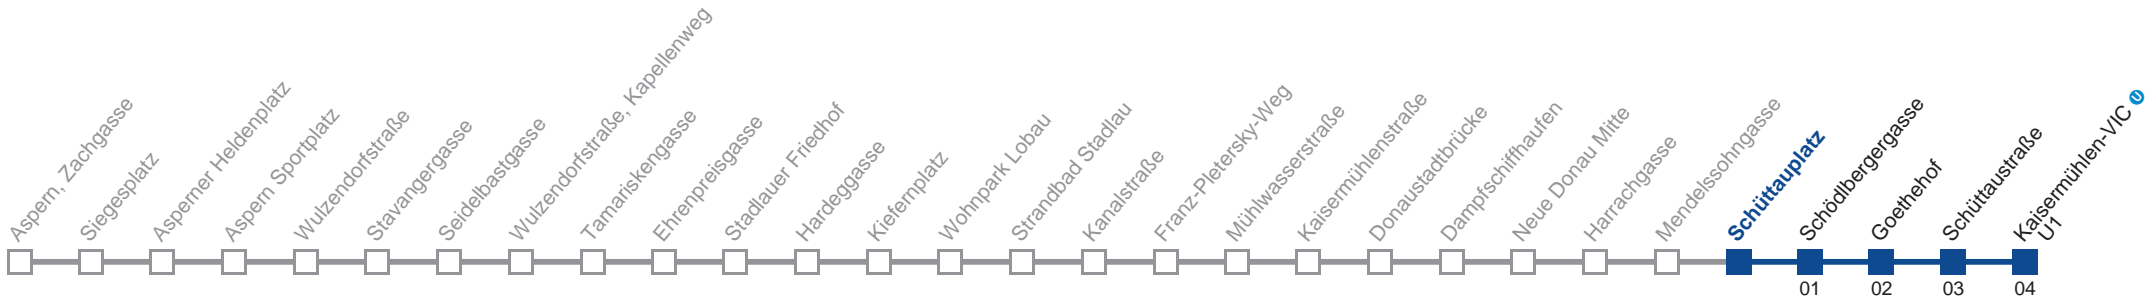 Aspern, Zachgasse
Siegesplatz
Asperner Heldenplatz
Aspern Sportplatz
Wulzendorfstraße
Stavangergasse
Seidelbastgasse
Wulzendorfstraße, Kapellenweg
Tamariskengasse
Ehrenpreisgasse
Stadlauer Friedhof
Hardeggasse
Kiefernplatz
Wohnpark Lobau
Strandbad Stadlau
Kanalstraße
Franz-Pletersky-Weg
Mühlwasserstraße
Kaisermühlenstraße
Donaustadtbrücke
Dampfschiffhaufen
Neue Donau Mitte
Harrachgasse
Mendelssohngasse
Schüttauplatz
Schödlbergergasse
Goethehof
Schüttaustraße
Kaisermühlen-VIC U
U1
01
02
03
04